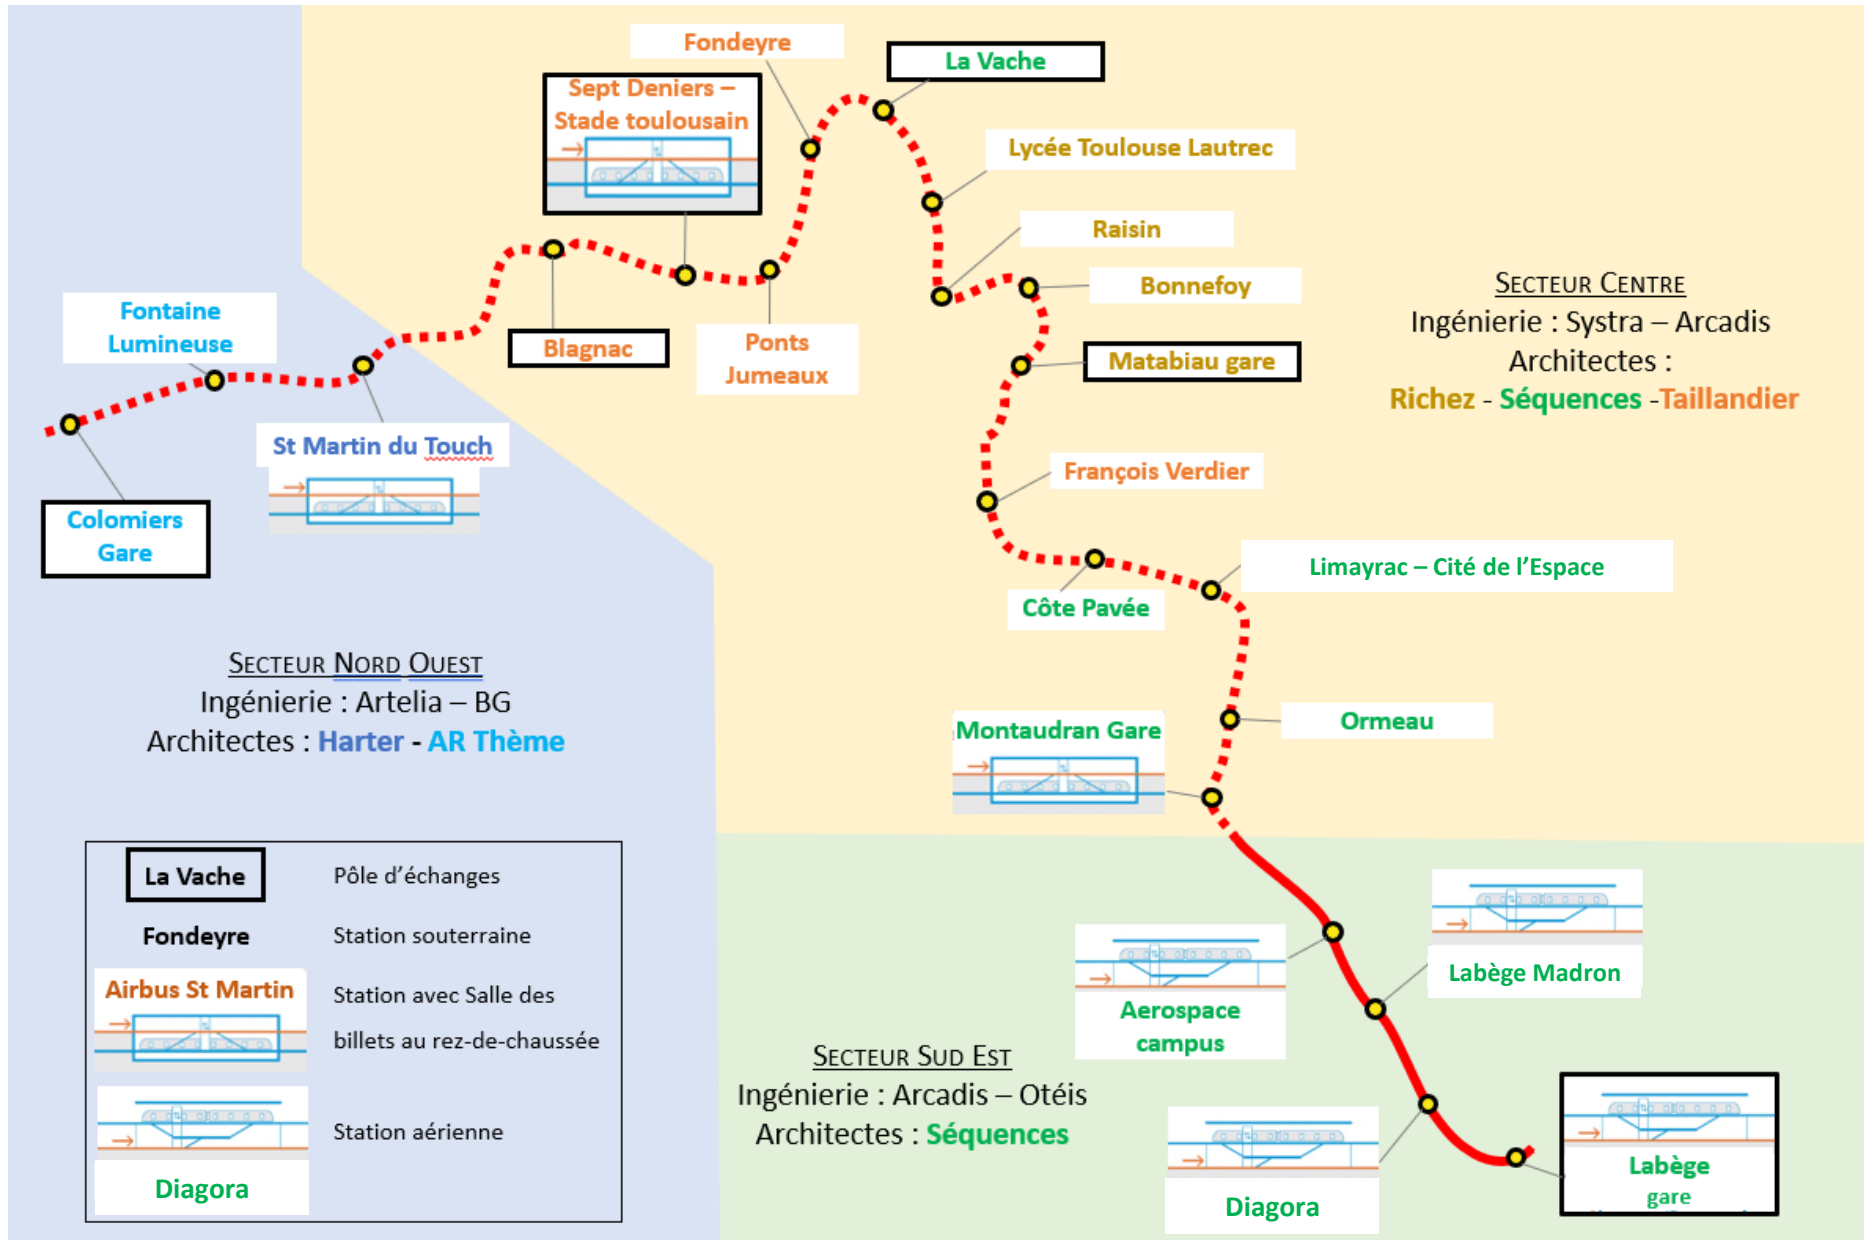 Fondeyre
La Vache
Sept Deniers –
Stade toulousain
Lycée Toulouse Lautrec
Raisin
Bonnefoy
Matabiau gare
SECTEUR CENTRE
Ingénierie : Systra – Arcadis
Architectes :
Richez - Séquences -Taillandier
Fontaine
Lumineuse
Blagnac
Ponts
Jumeaux
St Martin du Touch
François Verdier
Colomiers
Gare
Limayrac – Cité de l’Espace
Côte Pavée
SECTEUR NORD OUEST
Ingénierie : Artelia – BG
Architectes : Harter - AR Thème
Montaudran Gare
Ormeau
La Vache
Pôle d’échanges
Fondeyre
Station souterraine
Airbus St Martin
Station avec Salle des
billets au rez-de-chaussée
Station aérienne
Diagora
Labège Madron
Aerospace
campus
SECTEUR SUD EST
Ingénierie : Arcadis – Otéis
Architectes : Séquences
Diagora
Labège
gare